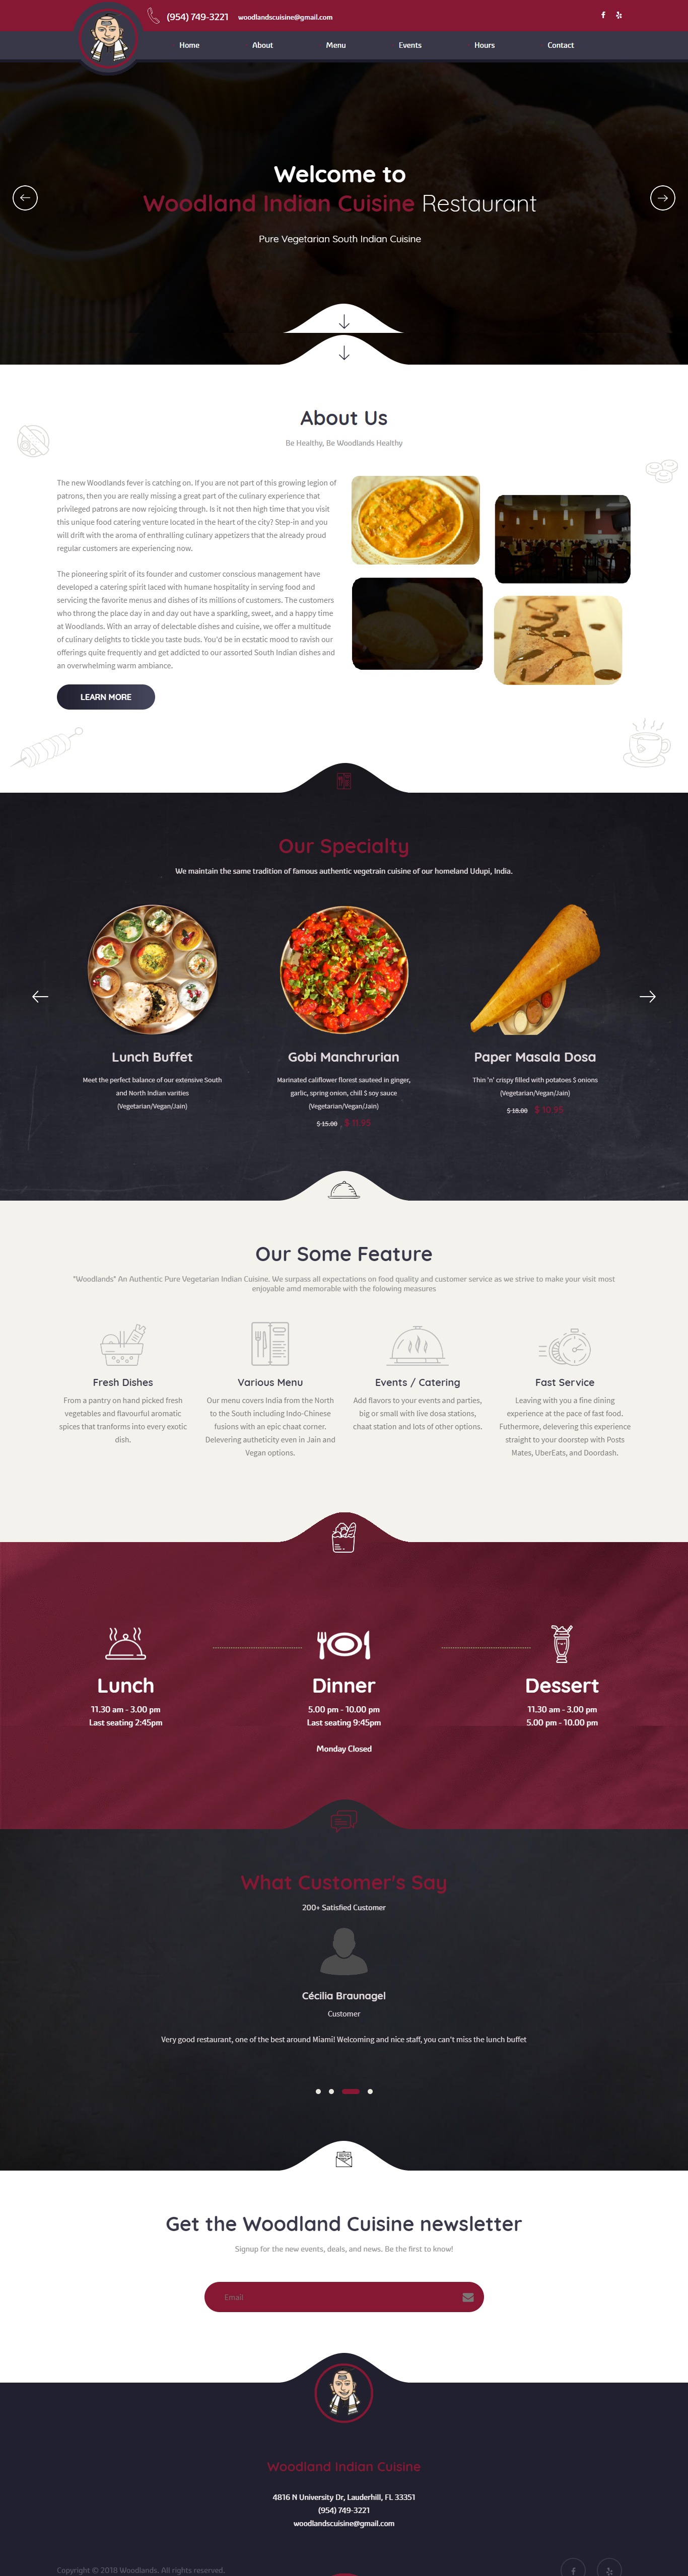 (954) 749-3221 woodlandscuisine@gmail.com
Home About Menu Events Hours Contact
Welcome to
Woodland Indian Cuisine Restaurant
Pure Vegetarian South Indian Cuisine
About Us
Be Healthy, Be Woodlands Healthy
The new Woodlands fever is catching on. If you are not part of this growing legion of
patrons, then you are really missing a great part of the culinary experience that
privileged patrons are now rejoicing through. Is it not then high time that you visit
this unique food catering venture located in the heart of the city? Step-in and you
will drift with the aroma of enthralling culinary appetizers that the already proud
regular customers are experiencing now.
The pioneering spirit of its founder and customer conscious management have
developed a catering spirit laced with humane hospitality in serving food and
servicing the favorite menus and dishes of its millions of customers. The customers
who throng the place day in and day out have a sparkling, sweet, and a happy time
at Woodlands. With an array of delectable dishes and cuisine, we offer a multitude
of culinary delights to tickle you taste buds. You'd be in ecstatic mood to ravish our
offerings quite frequently and get addicted to our assorted South Indian dishes and
an overwhelming warm ambiance.
LEARN MORE
Our Specialty
We maintain the same tradition of famous authentic vegetrain cuisine of our homeland Udupi, India.
Lunch Buffet
Meet the perfect balance of our extensive South
and North Indian varities
(Vegetarian/Vegan/Jain)
Gobi Manchrurian
Marinated califlower florest sauteed in ginger,
garlic, spring onion, chill $ soy sauce
(Vegetarian/Vegan/Jain)
$ 15.00 $ 11.95
Paper Masala Dosa
Thin 'n' crispy filled with potatoes $ onions
(Vegetarian/Vegan/Jain)
$ 18.00 $ 10.95
Our Some Feature
"Woodlands" An Authentic Pure Vegetarian Indian Cuisine. We surpass all expectations on food quality and customer service as we strive to make your visit most
enjoyable and memorable with the folowing measures
Fresh Dishes
From a pantry on hand picked fresh
vegetables and flavourful aromatic
spices that tranforms into every exotic
dish.
Various Menu
Our menu covers India from the North
to the South including Indo-Chinese
fusions with an epic chaat corner.
Delevering autheticity even in Jain and
Vegan options.
Events / Catering
Add flavors to your events and parties,
big or small with live dosa stations,
chaat station and lots of other options.
Fast Service
Leaving with you a fine dining
experience at the pace of fast food.
Futhermore, delevering this experience
straight to your doorstep with Posts
Mates, UberEats, and Doordash.
Lunch
11.30 am - 3.00 pm
Last seating 2:45pm
Dinner
5.00 pm - 10.00 pm
Last seating 9:45pm
Monday Closed
Dessert
11.30 am - 3.00 pm
5.00 pm - 10.00 pm
What Customer's Say
200+ Satisfied Customer
Cécilia Braunagel
Customer
Very good restaurant, one of the best around Miami! Welcoming and nice staff, you can't miss the lunch buffet
Get the Woodland Cuisine newsletter
Signup for the new events, deals, and news. Be the first to know!
Email
Woodland Indian Cuisine
4816 N University Dr, Lauderhill, FL 33351
(954) 749-3221
woodlandscuisine@gmail.com
Copyright © 2018 Woodlands. All rights reserved.